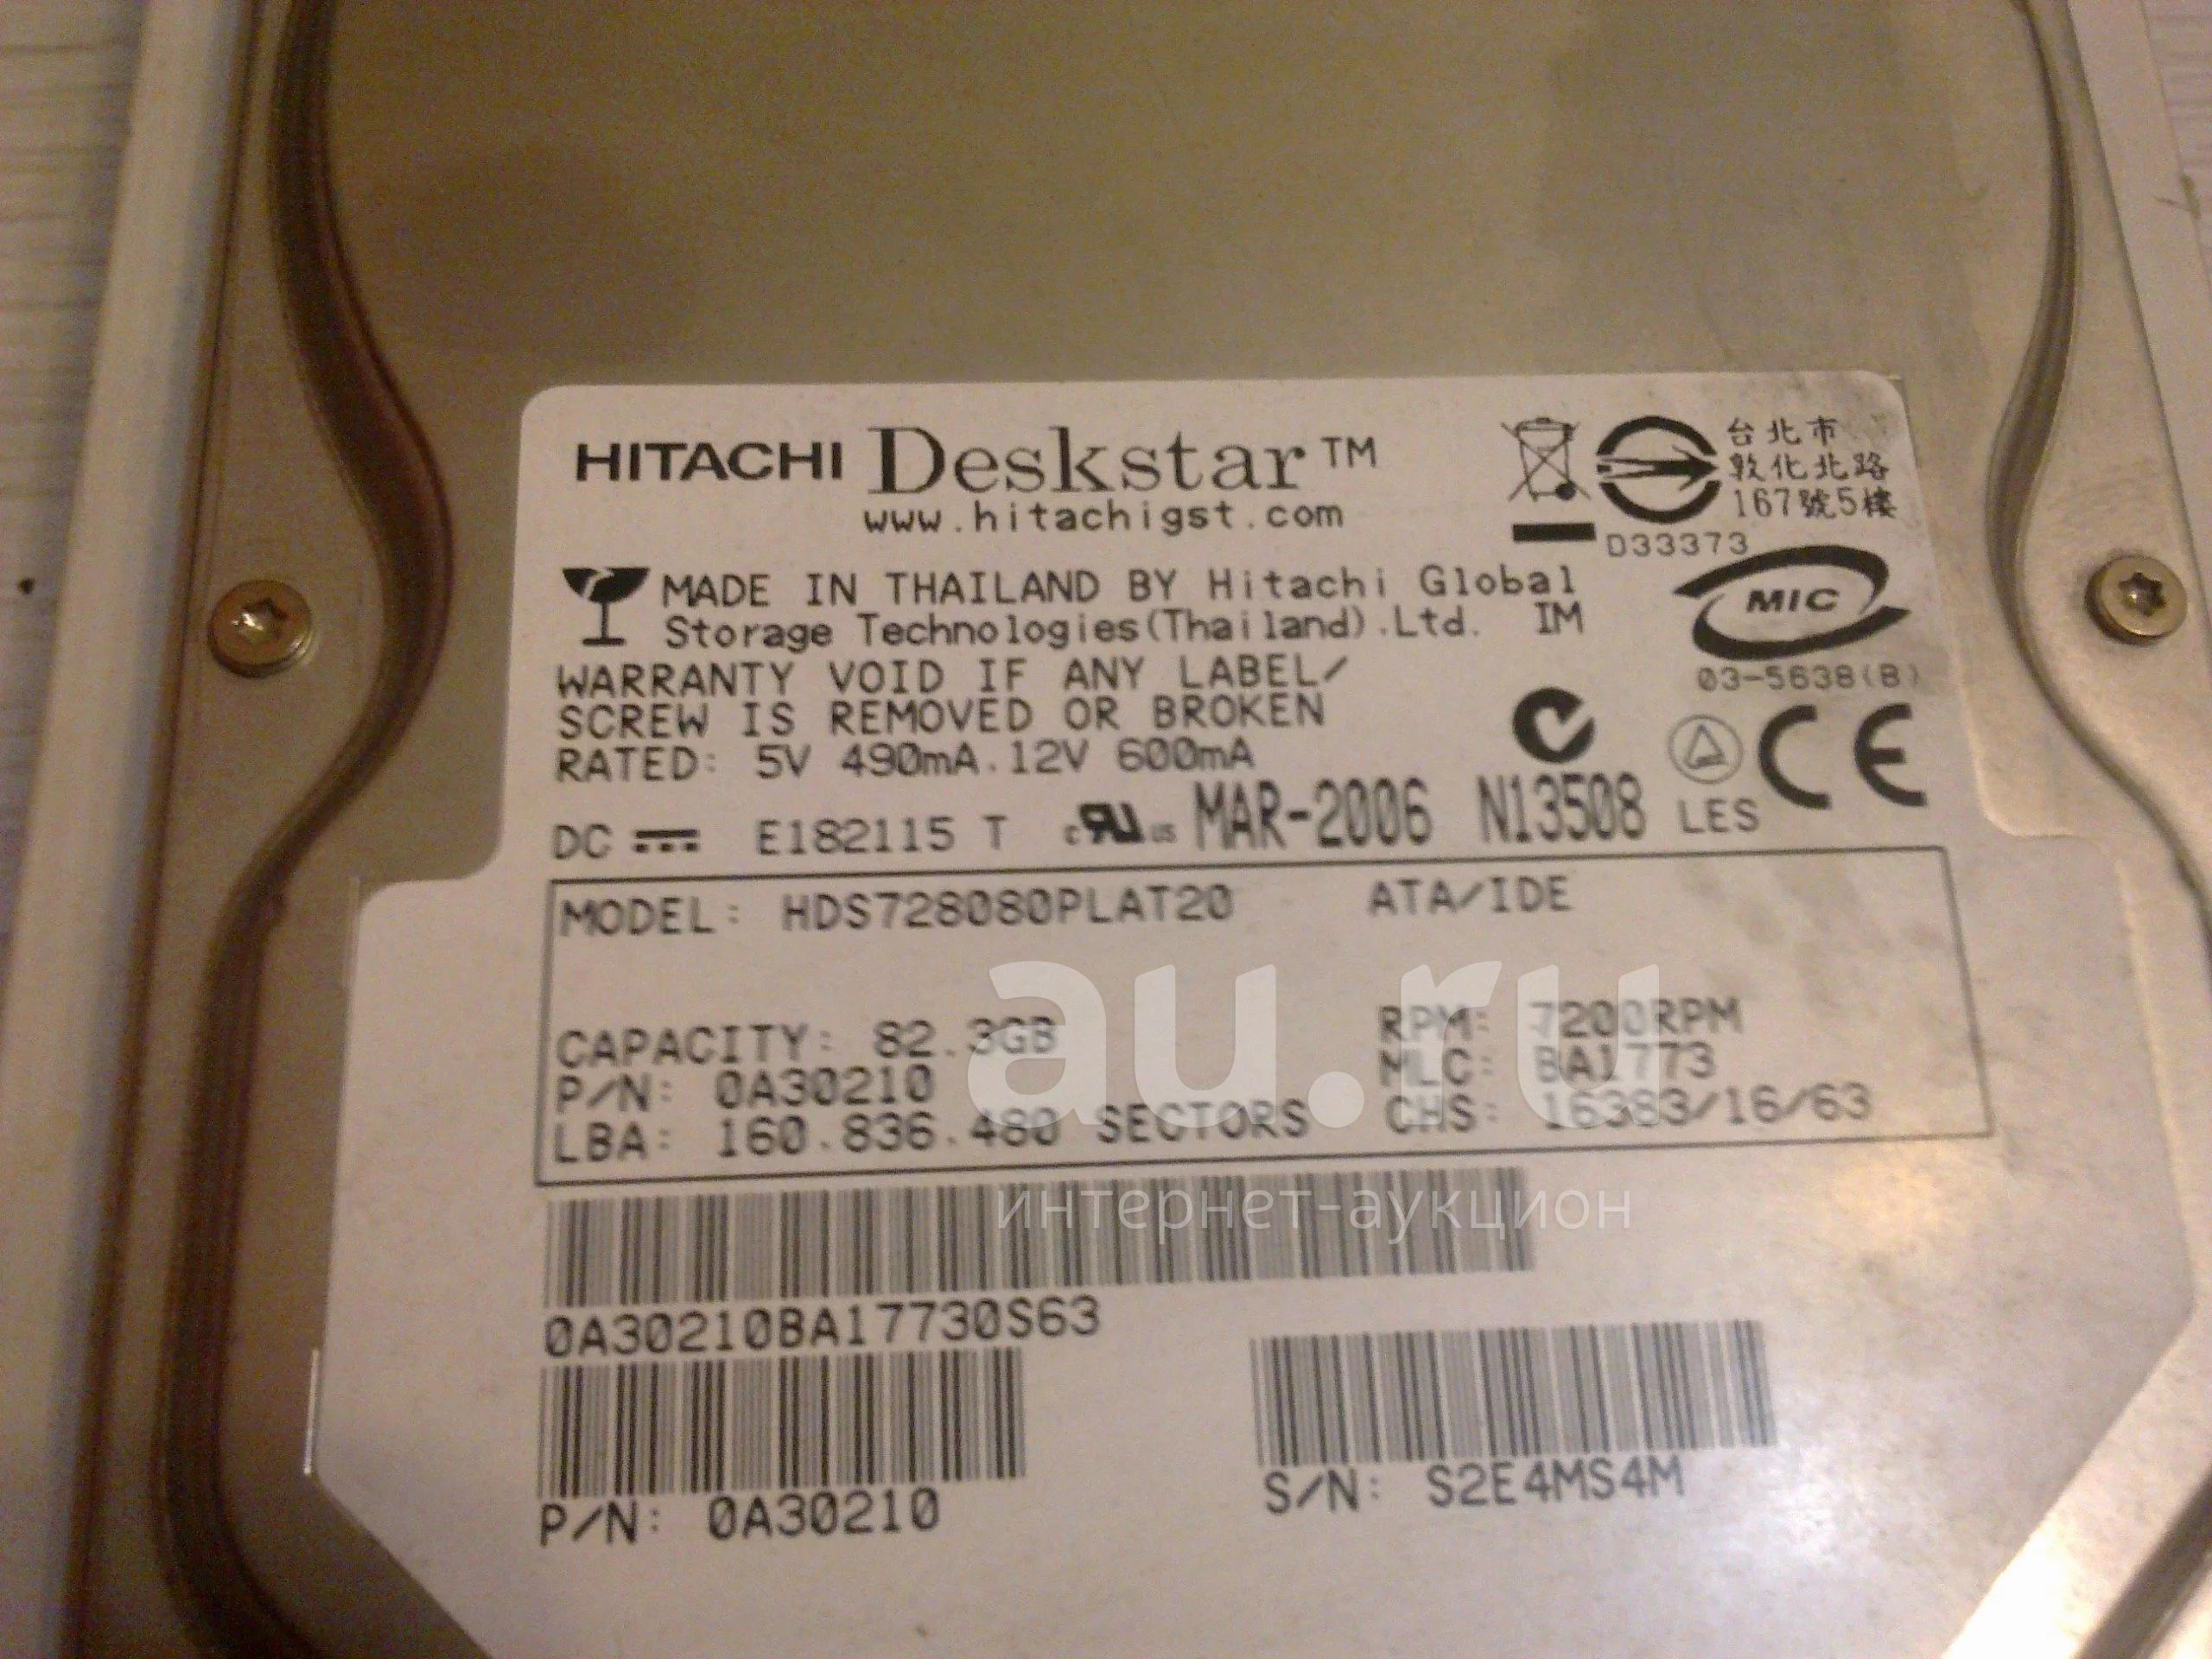 HITACHI Deskstar™
www.hitachigst.com
台北市
敦化北路
167號5樓
D33373
MADE IN THAILAND BY Hitachi Global
Storage Technologies(Thailand).Ltd. IM
MIC
03-5638(B)
WARRANTY VOID IF ANY LABEL/
SCREW IS REMOVED OR BROKEN
RATED: 5V 490mA.12V 600mA
DC E182115 T c RU us MAR-2006 N13508 LES CE
MODEL: HDS728080PLAT20 ATA/IDE
CAPACITY: 82.3GB RPM: 7200RPM
P/N: 0A30210 MLC: BA1773
LBA: 160.836.480 SECTORS CHS: 16383/16/63
au.ru
интернет-аукцион
0A30210BA17730S63
P/N: 0A30210
S/N: S2E4MS4M